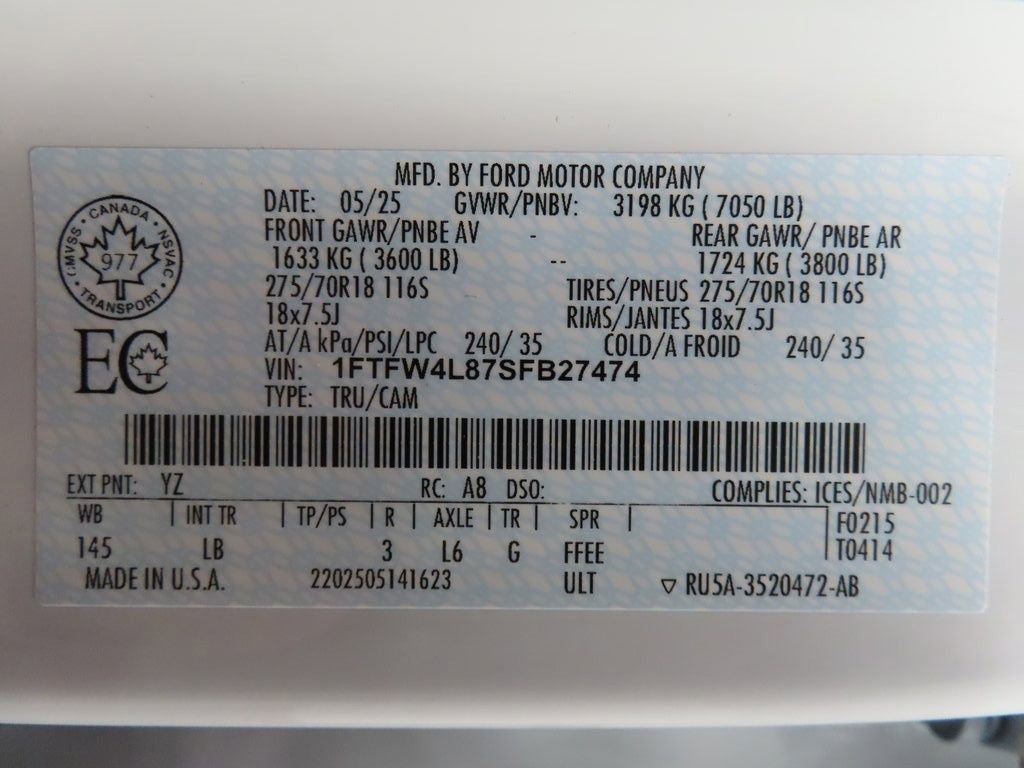 MFD. BY FORD MOTOR COMPANY
DATE: 05/25 GVWR/PNBV: 3198 KG ( 7050 LB)
FRONT GAWR/PNBE AV - REAR GAWR/ PNBE AR
1633 KG ( 3600 LB) -- 1724 KG ( 3800 LB)
275/70R18 116S TIRES/PNEUS 275/70R18 116S
18x7.5J RIMS/JANTES 18x7.5J
AT/A kPa/PSI/LPC 240/ 35 COLD/A FROID 240/ 35
VIN: 1FTFW4L87SFB27474
TYPE: TRU/CAM
CANADA • NSVAC • TRANSPORT • CMVSS •
977
EC
EXT PNT: YZ RC: A8 DSO: COMPLIES: ICES/NMB-002
WB | INT TR | TP/PS | R | AXLE | TR | SPR | F0215
145 LB 3 L6 G FFEE T0414
MADE IN U.S.A. 2202505141623 ULT ▽ RU5A-3520472-AB